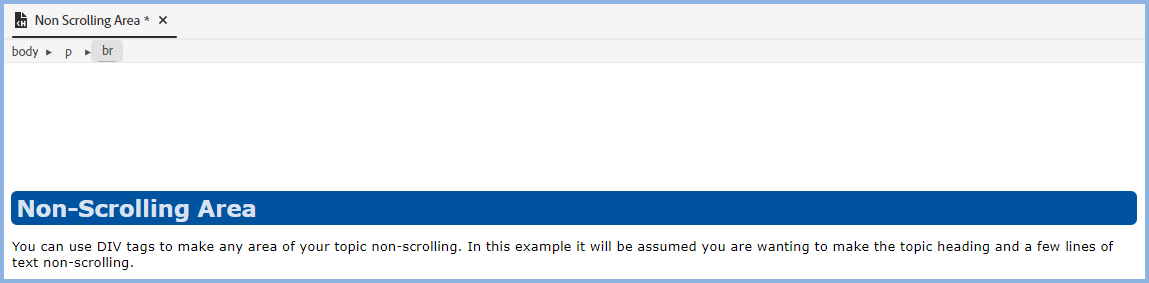 Non Scrolling Area *
body p br
Non-Scrolling Area
You can use DIV tags to make any area of your topic non-scrolling. In this example it will be assumed you are wanting to make the topic heading and a few lines of
text non-scrolling.